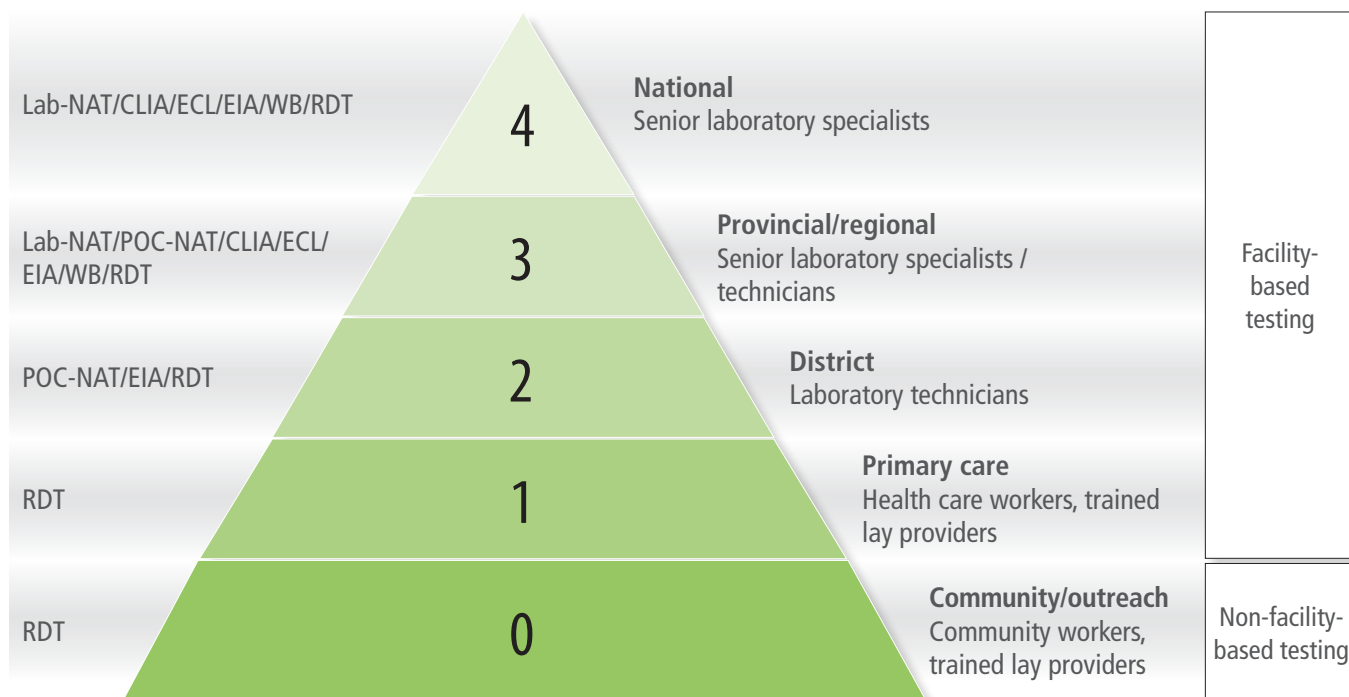 Lab-NAT/CLIA/ECL/EIA/WB/RDT
4
National
Senior laboratory specialists
Lab-NAT/POC-NAT/CLIA/ECL/
EIA/WB/RDT
3
Provincial/regional
Senior laboratory specialists /
technicians
POC-NAT/EIA/RDT
2
District
Laboratory technicians
RDT
1
Primary care
Health care workers, trained
lay providers
Facility-
based
testing
RDT
0
Community/outreach
Community workers,
trained lay providers
Non-facility-
based testing